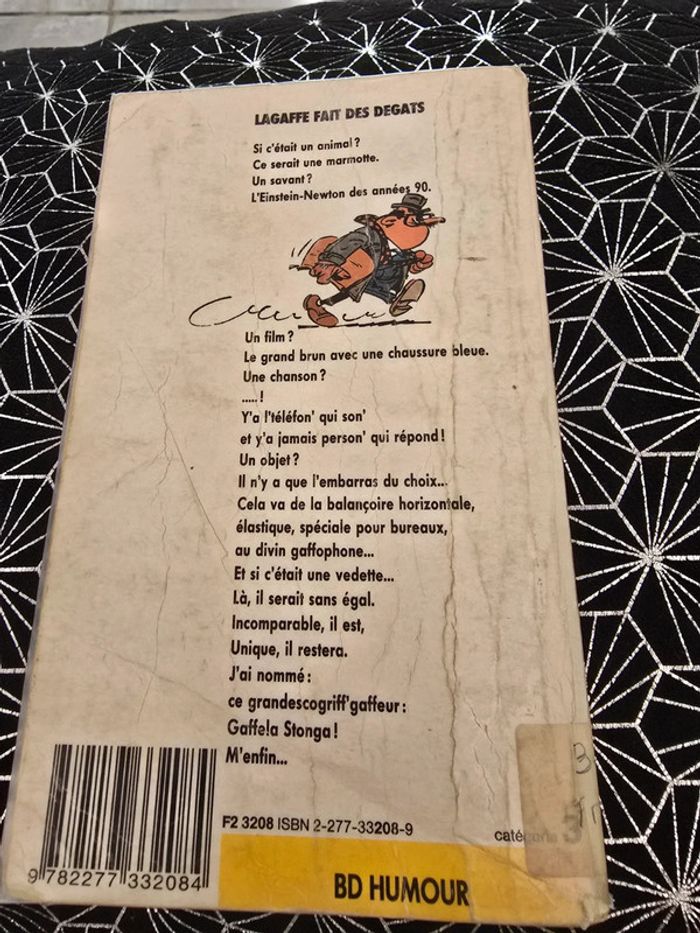 LAGAFFE FAIT DES DEGATS
Si c'était un animal?
Ce serait une marmotte.
Un savant?
L'Einstein-Newton des années 90.
Un film?
Le grand brun avec une chaussure bleue.
Une chanson?
.....!
Y'a l'téléfon' qui son'
et y'a jamais person' qui répond!
Un objet?
Il n'y a que l'embarras du choix...
Cela va de la balançoire horizontale,
élastique, spéciale pour bureaux,
au divin gaffophone...
Et si c'était une vedette...
Là, il serait sans égal.
Incomparable, il est,
Unique, il restera.
J'ai nommé:
ce grandescogriff'gaffeur:
Gaffela Stonga!
M'enfin...
F2 3208 ISBN 2-277-33208-9
catégorie 5
9 782277 332084
BD HUMOUR